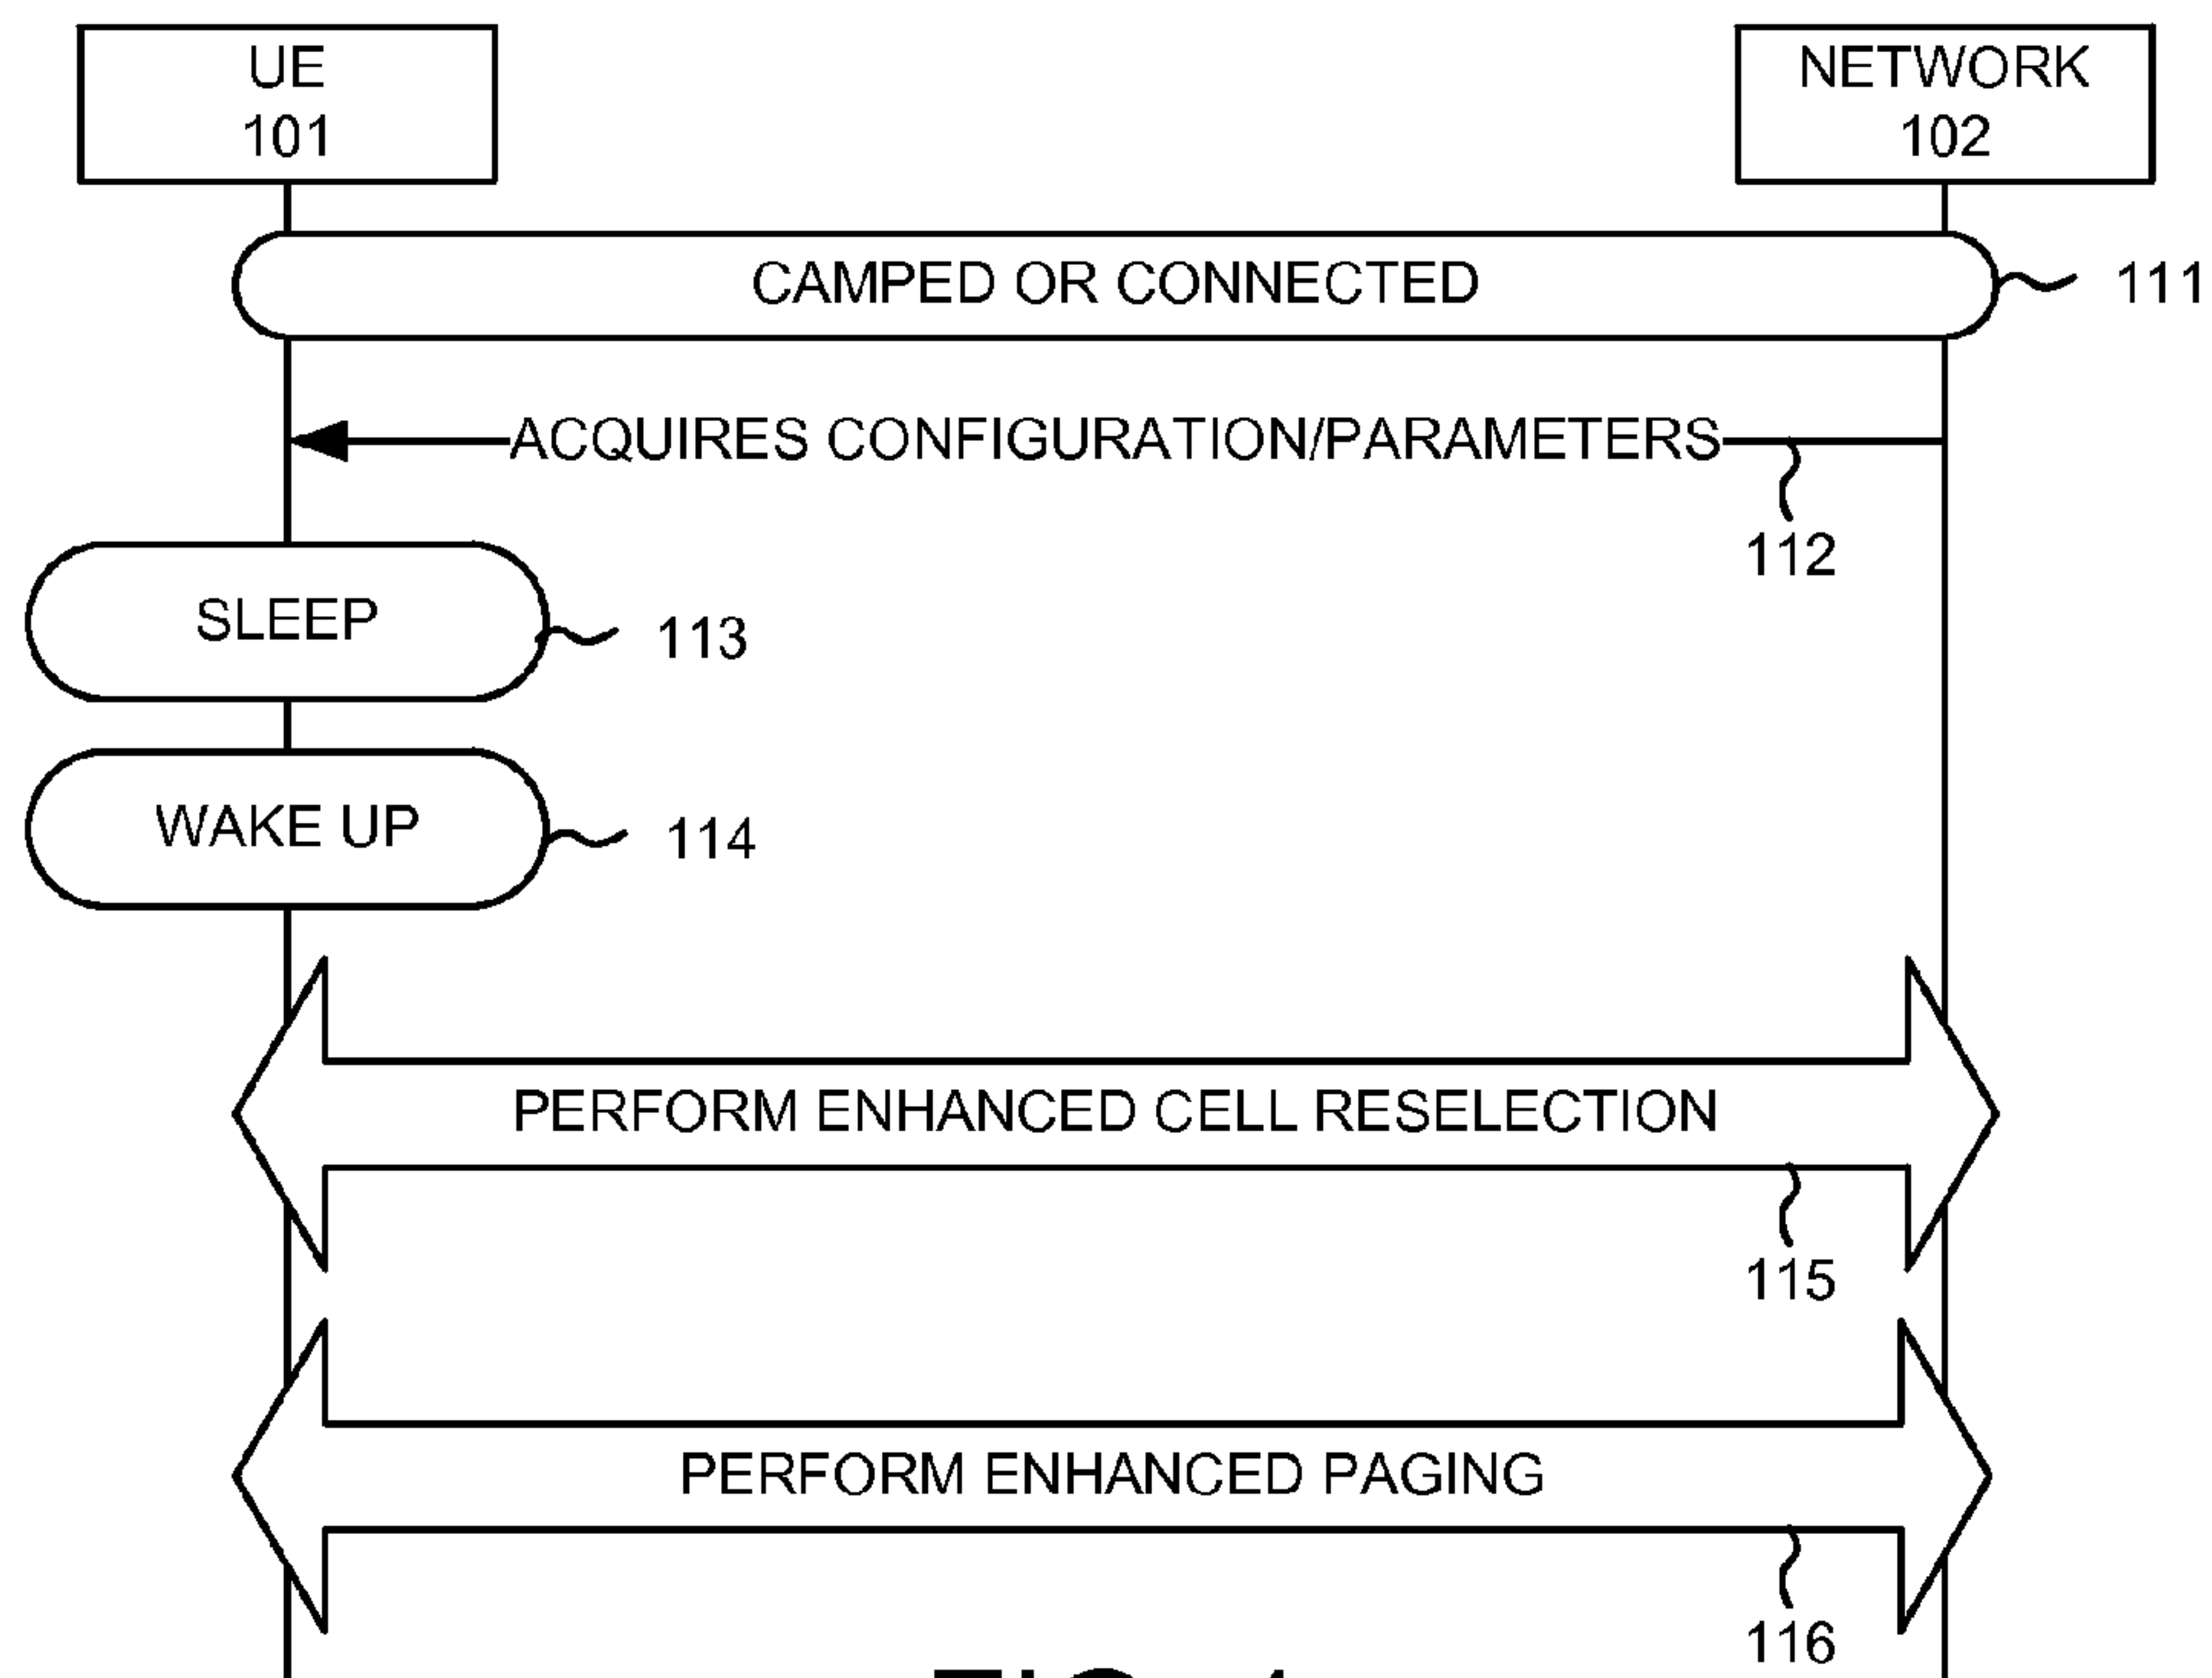 UE
101
NETWORK
102
CAMPED OR CONNECTED
111
ACQUIRES CONFIGURATION/PARAMETERS
112
SLEEP
113
WAKE UP
114
PERFORM ENHANCED CELL RESELECTION
115
PERFORM ENHANCED PAGING
116